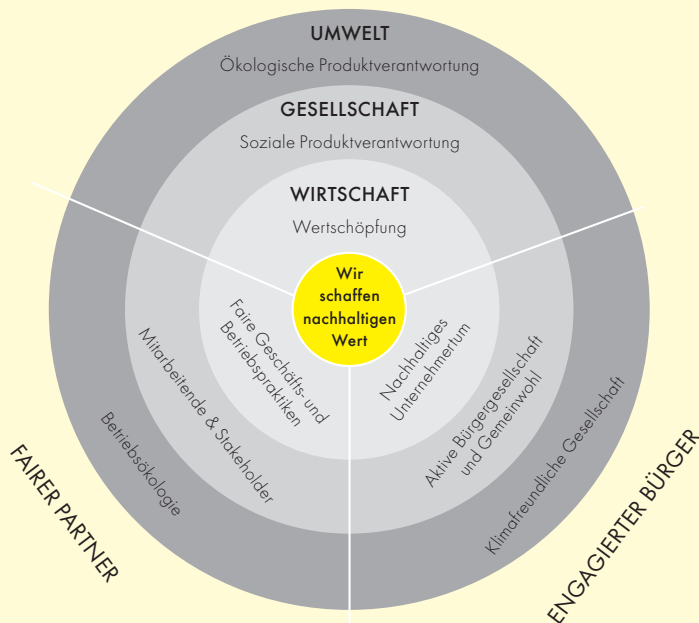 UMWELT
Ökologische Produktverantwortung
GESELLSCHAFT
Soziale Produktverantwortung
WIRTSCHAFT
Wertschöpfung
Wir
schaffen
nachhaltigen
Wert
Faire Geschäfts- und
Betriebspraktiken
Mitarbeitende & Stakeholder
Betriebsökologie
FAIRER PARTNER
Nachhaltiges
Unternehmertum
Aktive Bürgergesellschaft
und Gemeinwohl
Klimafreundliche Gesellschaft
ENGAGIERTER BÜRGER